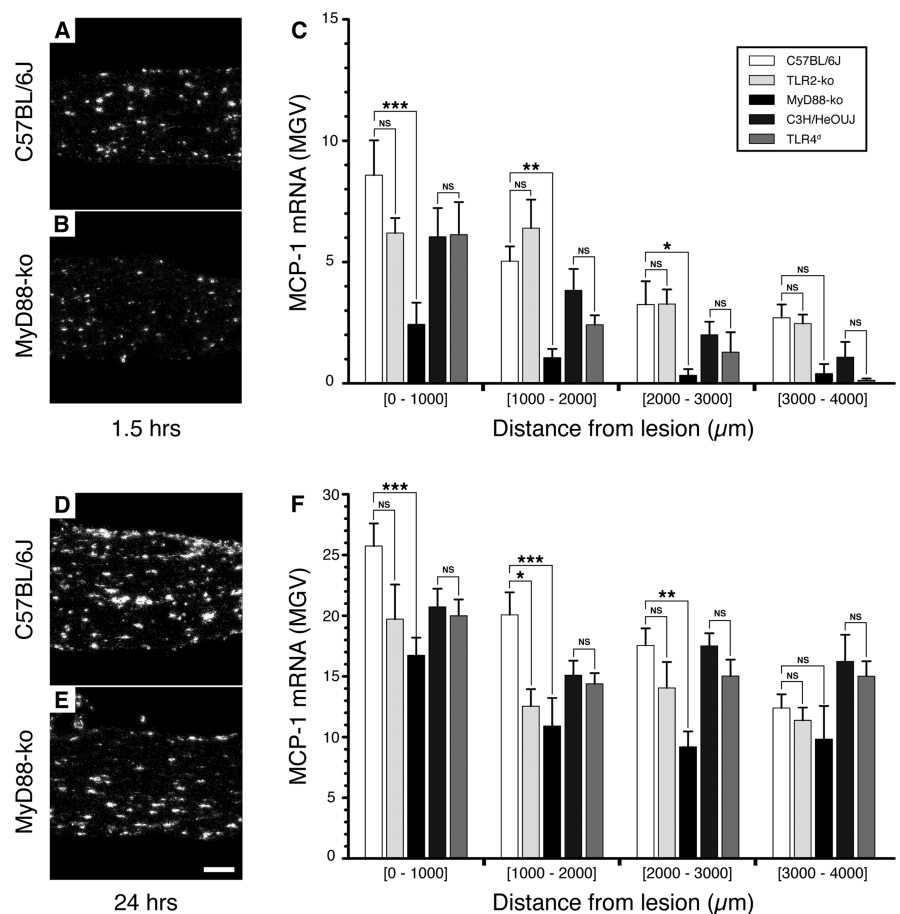 A
C57BL/6J
B
MyD88-ko
1.5 hrs
C
MCP-1 mRNA (MGV)
15
10
5
0
C57BL/6J
TLR2-ko
MyD88-ko
C3H/HeOUJ
TLR4ᵈ
***
NS
NS
**
NS
NS
*
NS
NS
NS
NS
NS
[0 - 1000]
[1000 - 2000]
[2000 - 3000]
[3000 - 4000]
Distance from lesion (µm)
D
C57BL/6J
E
MyD88-ko
24 hrs
F
MCP-1 mRNA (MGV)
30
25
20
15
10
5
0
***
NS
NS
***
*
NS
**
NS
NS
NS
NS
NS
[0 - 1000]
[1000 - 2000]
[2000 - 3000]
[3000 - 4000]
Distance from lesion (µm)